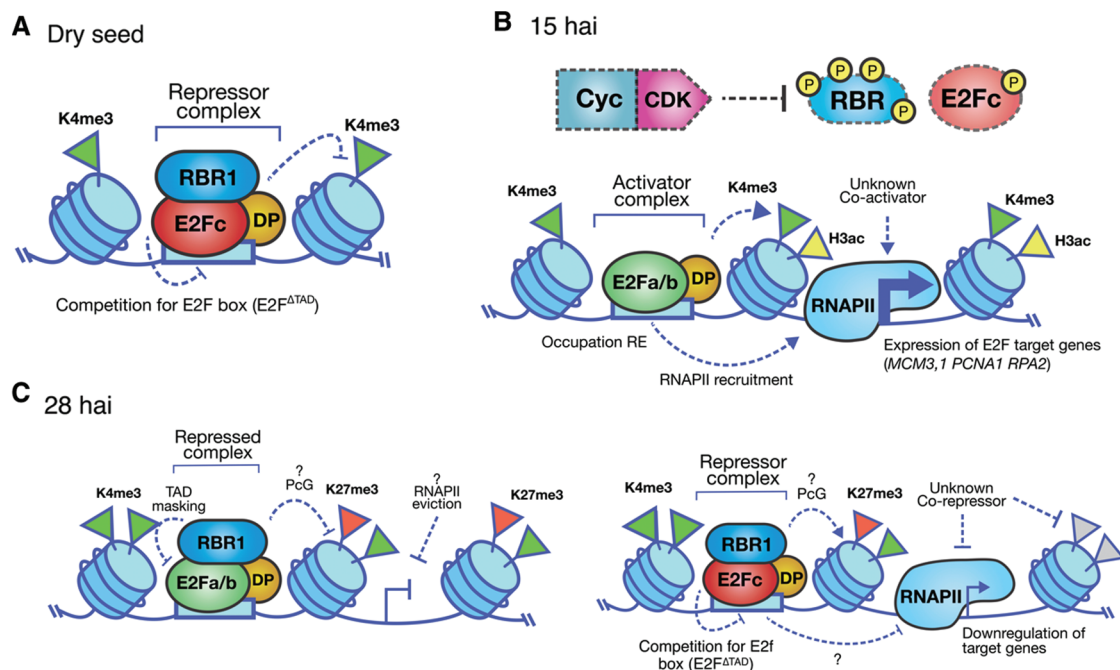 A Dry seed
Repressor
complex
K4me3
K4me3
RBR1
E2Fc
DP
Competition for E2F box (E2FΔTAD)
B 15 hai
Cyc
CDK
P
P
P
P
RBR
E2Fc
P
K4me3
Activator
complex
K4me3
Unknown
Co-activator
K4me3
H3ac
H3ac
E2Fa/b
DP
RNAPII
Occupation RE
RNAPII recruitment
Expression of E2F target genes
(MCM3,1 PCNA1 RPA2)
C 28 hai
Repressed
complex
K4me3
TAD
masking
?
PcG
K27me3
?
RNAPII
eviction
K27me3
RBR1
E2Fa/b
DP
Repressor
complex
K4me3
?
PcG
K27me3
Unknown
Co-repressor
RBR1
E2Fc
DP
RNAPII
Competition for E2f
box (E2FΔTAD)
?
Downregulation of
target genes